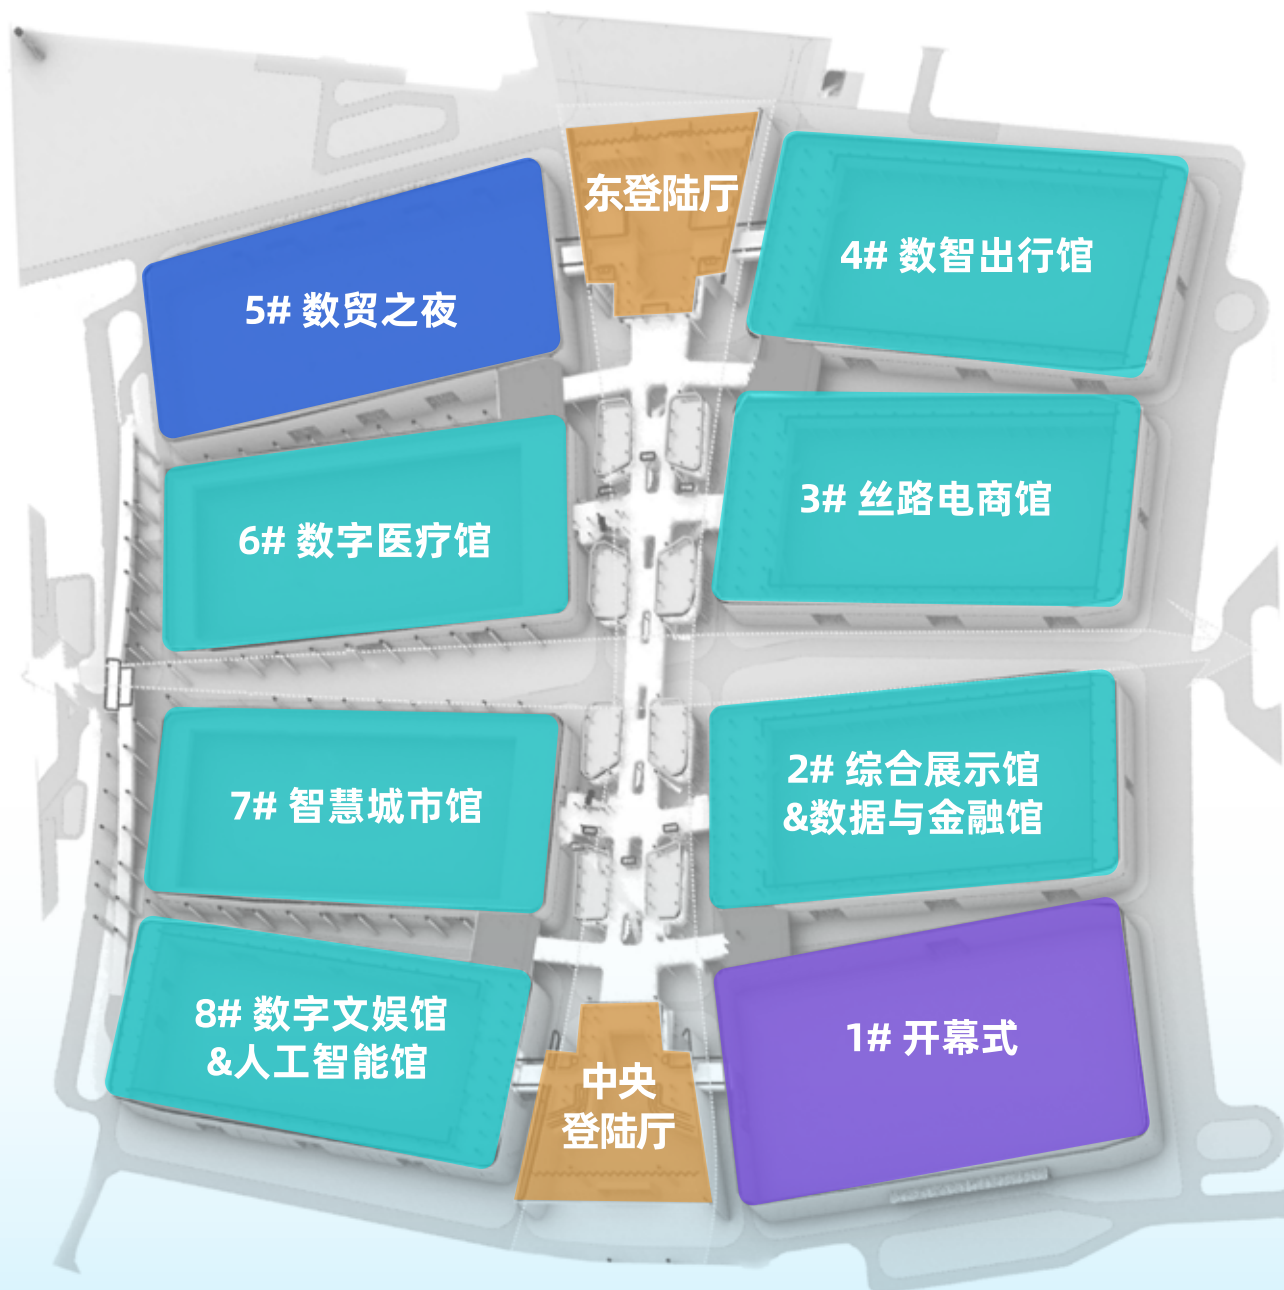 东登陆厅
4# 数智出行馆
5# 数贸之夜
3# 丝路电商馆
6# 数字医疗馆
2# 综合展示馆
&数据与金融馆
7# 智慧城市馆
8# 数字文娱馆
&人工智能馆
1# 开幕式
中央
登陆厅